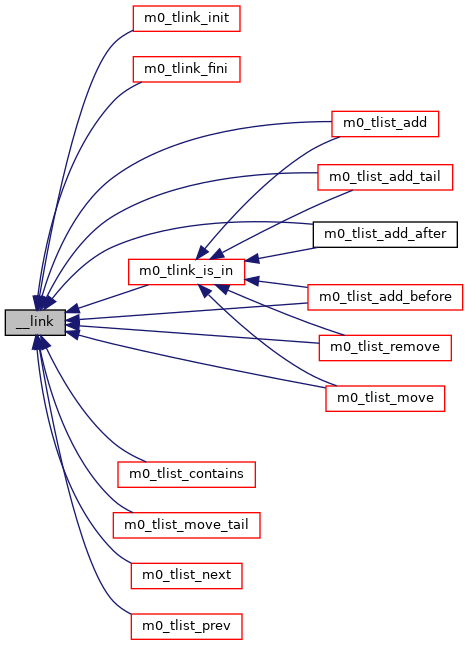 m0_tlink_init
m0_tlink_fini
m0_tlist_add
m0_tlist_add_tail
m0_tlist_add_after
m0_tlink_is_in
m0_tlist_add_before
__link
m0_tlist_remove
m0_tlist_move
m0_tlist_contains
m0_tlist_move_tail
m0_tlist_next
m0_tlist_prev